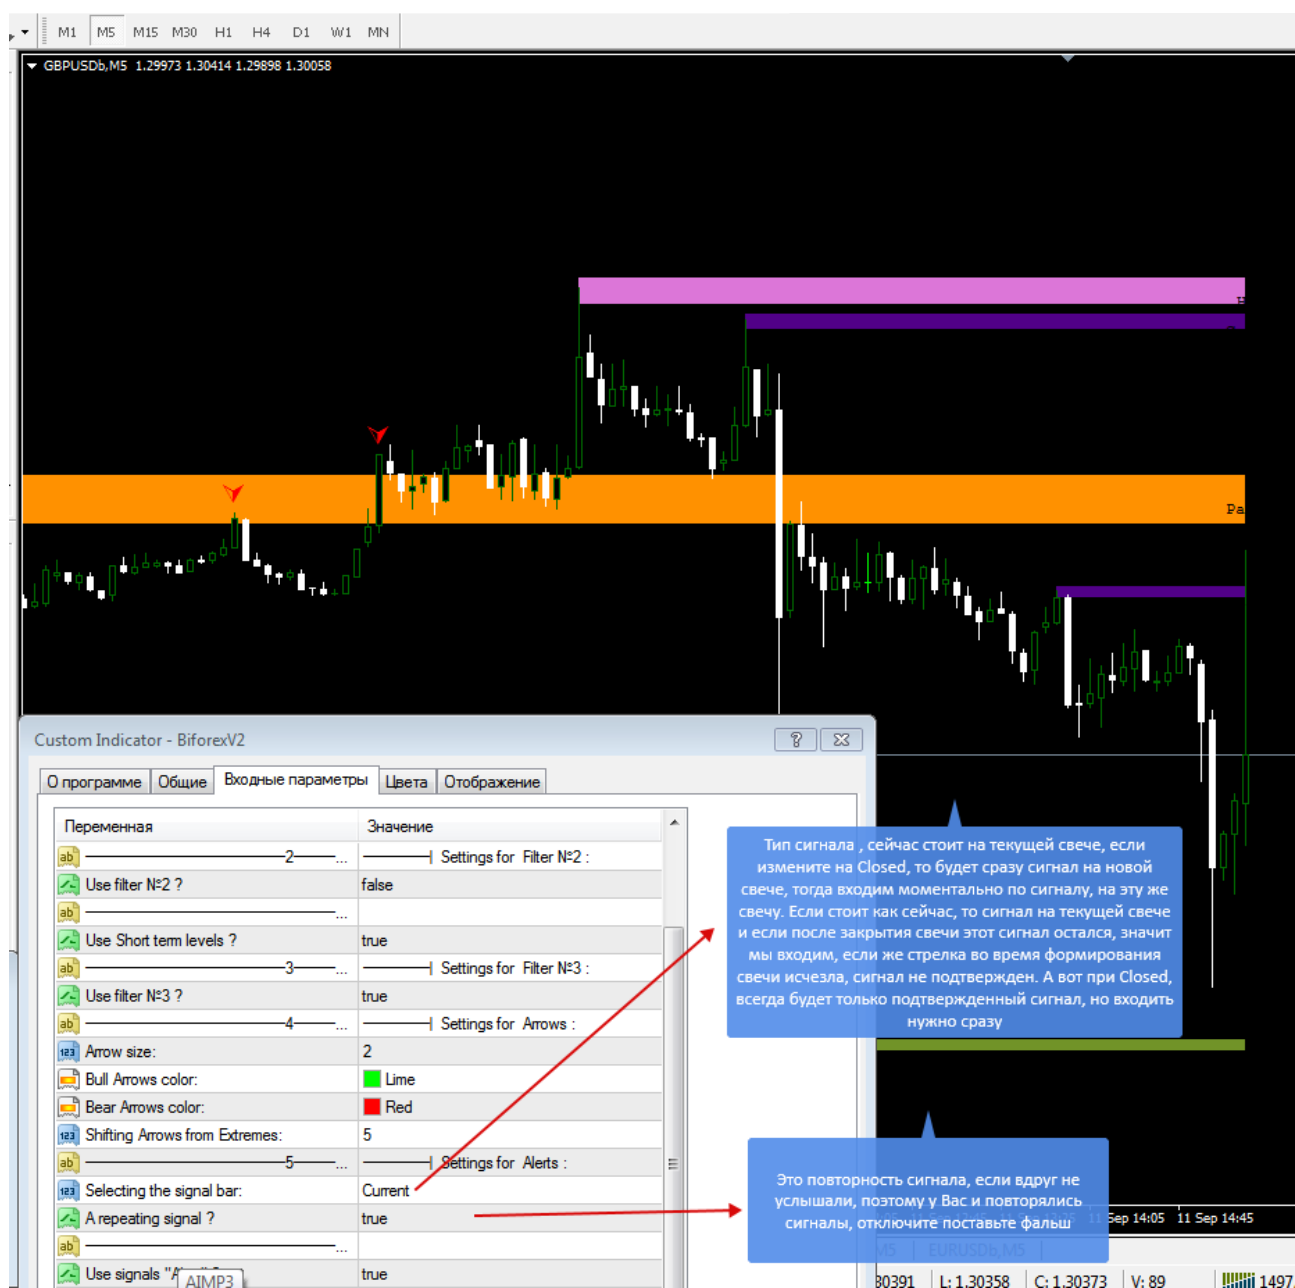 M1 M5 M15 M30 H1 H4 D1 W1 MN
GBPUSDb,M5 1.29973 1.30414 1.29898 1.30058
H
Pa
Custom Indicator - BiforexV2
О программе Общие Входные параметры Цвета Отображение
Переменная Значение
2 ... Settings for Filter №2 :
Use filter №2 ? false
...
Use Short term levels ? true
3 ... Settings for Filter №3 :
Use filter №3 ? true
4 ... Settings for Arrows :
Arrow size: 2
Bull Arrows color: Lime
Bear Arrows color: Red
Shifting Arrows from Extremes: 5
5 ... Settings for Alerts :
Selecting the signal bar: Current
A repeating signal ? true
...
Use signals "A true
AIMP3
Тип сигнала , сейчас стоит на текущей свече, если
измените на Closed, то будет сразу сигнал на новой
свече, тогда входим моментально по сигналу, на эту же
свечу. Если стоит как сейчас, то сигнал на текущей свече
и если после закрытия свечи этот сигнал остался, значит
мы входим, если же стрелка во время формирования
свечи исчезла, сигнал не подтвержден. А вот при Closed,
всегда будет только подтвержденный сигнал, но входить
нужно сразу
Это повторность сигнала, если вдруг не
услышали, поэтому у Вас и повторялись
сигналы, отключите поставьте фальш
Sep 14:05 11 Sep 14:45
M5 EURUSDb,M5
30391 L: 1.30358 C: 1.30373 V: 89 1497